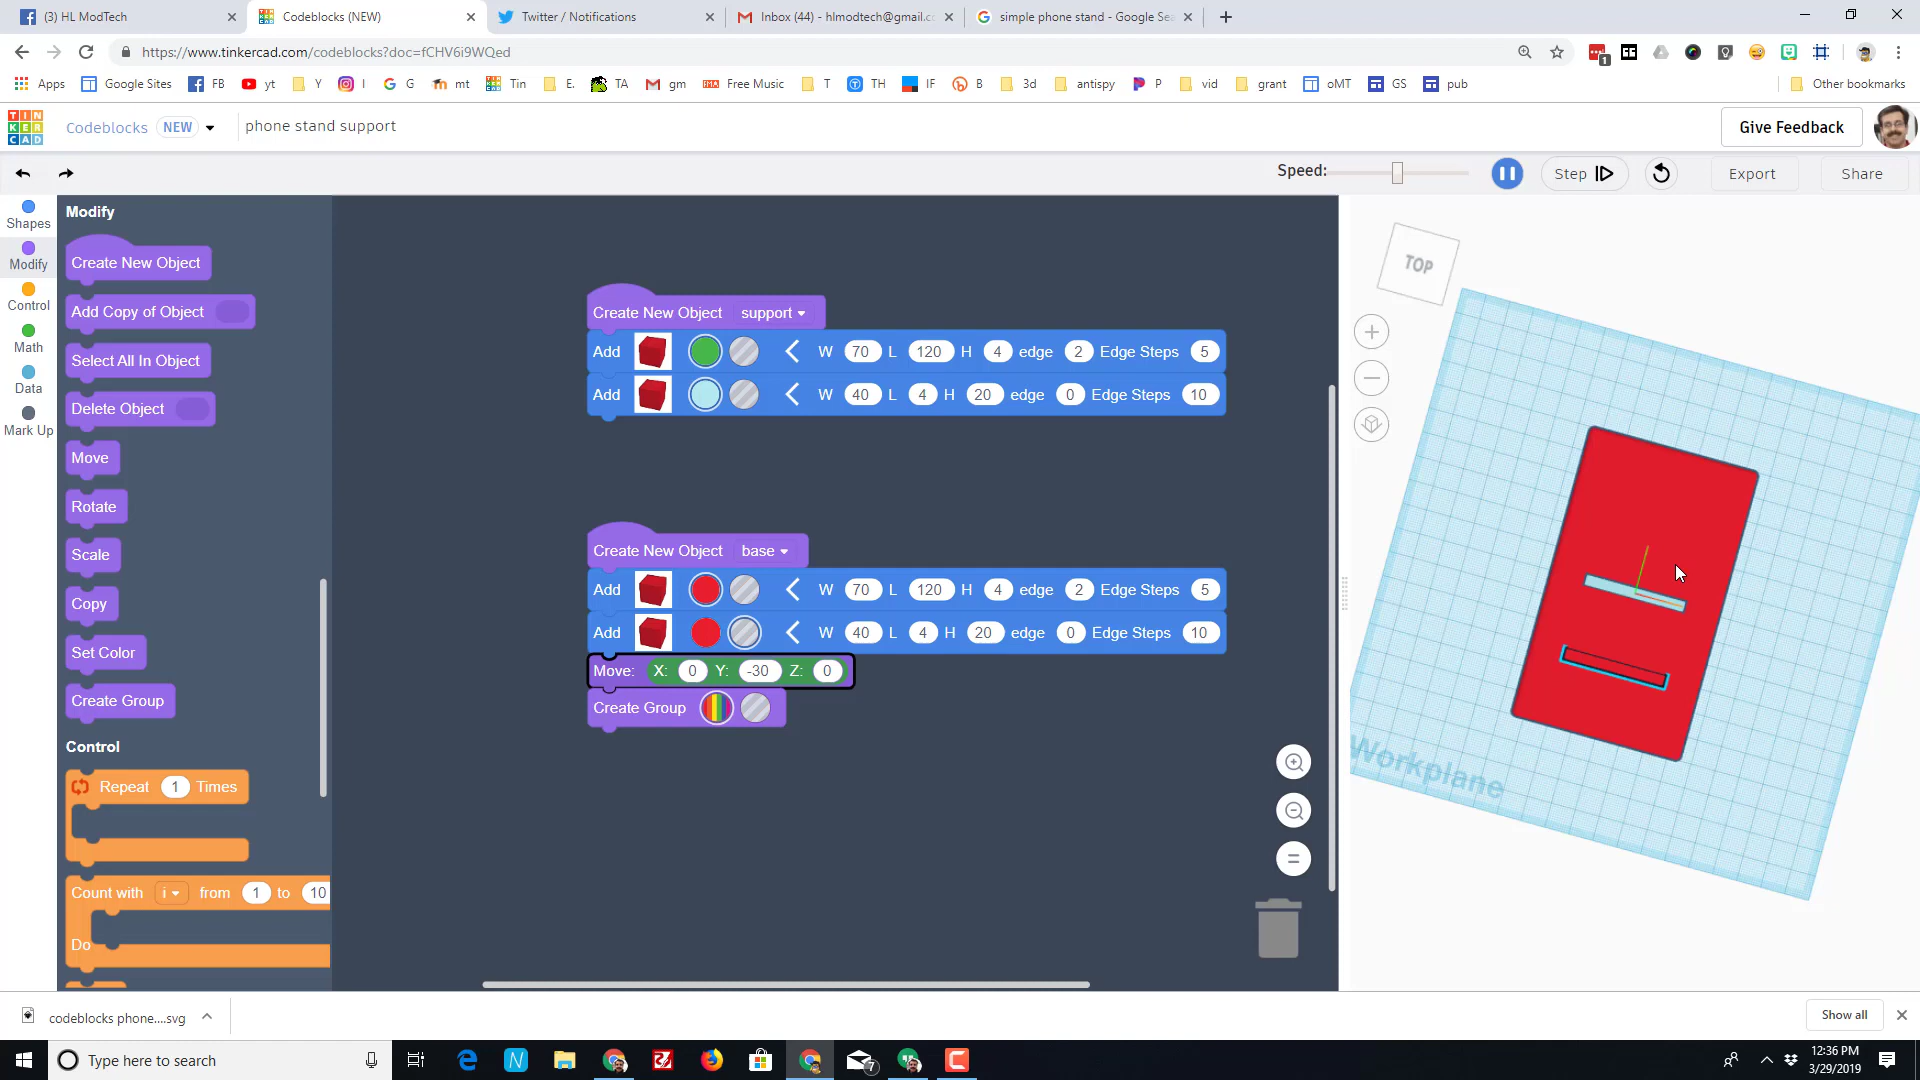 (3) HL ModTech
Codeblocks (NEW)
Twitter / Notifications
Inbox (44) - hlmodtech@gmail.c
simple phone stand - Google Se
https://www.tinkercad.com/codeblocks?doc=fCHV6i9WQed
1
Apps Google Sites FB yt Y I G mt Tin E. TA gm Free Music T TH IF B 3d antispy P vid grant oMT GS pub Other bookmarks
TIN
KER
CAD
Codeblocks NEW
phone stand support
Give Feedback
Speed:
Step
Export
Share
Shapes
Modify
Control
Math
Data
Mark Up
Modify
Create New Object
Add Copy of Object
Select All In Object
Delete Object
Move
Rotate
Scale
Copy
Set Color
Create Group
Control
Repeat 1 Times
Count with i from 1 to 10
Do
Create New Object support
Add W 70 L 120 H 4 edge 2 Edge Steps 5
Add W 40 L 4 H 20 edge 0 Edge Steps 10
Create New Object base
Add W 70 L 120 H 4 edge 2 Edge Steps 5
Add W 40 L 4 H 20 edge 0 Edge Steps 10
Move: X: 0 Y: -30 Z: 0
Create Group
TOP
Workplane
codeblocks phone....svg
Show all
Type here to search
7
12:36 PM
3/29/2019